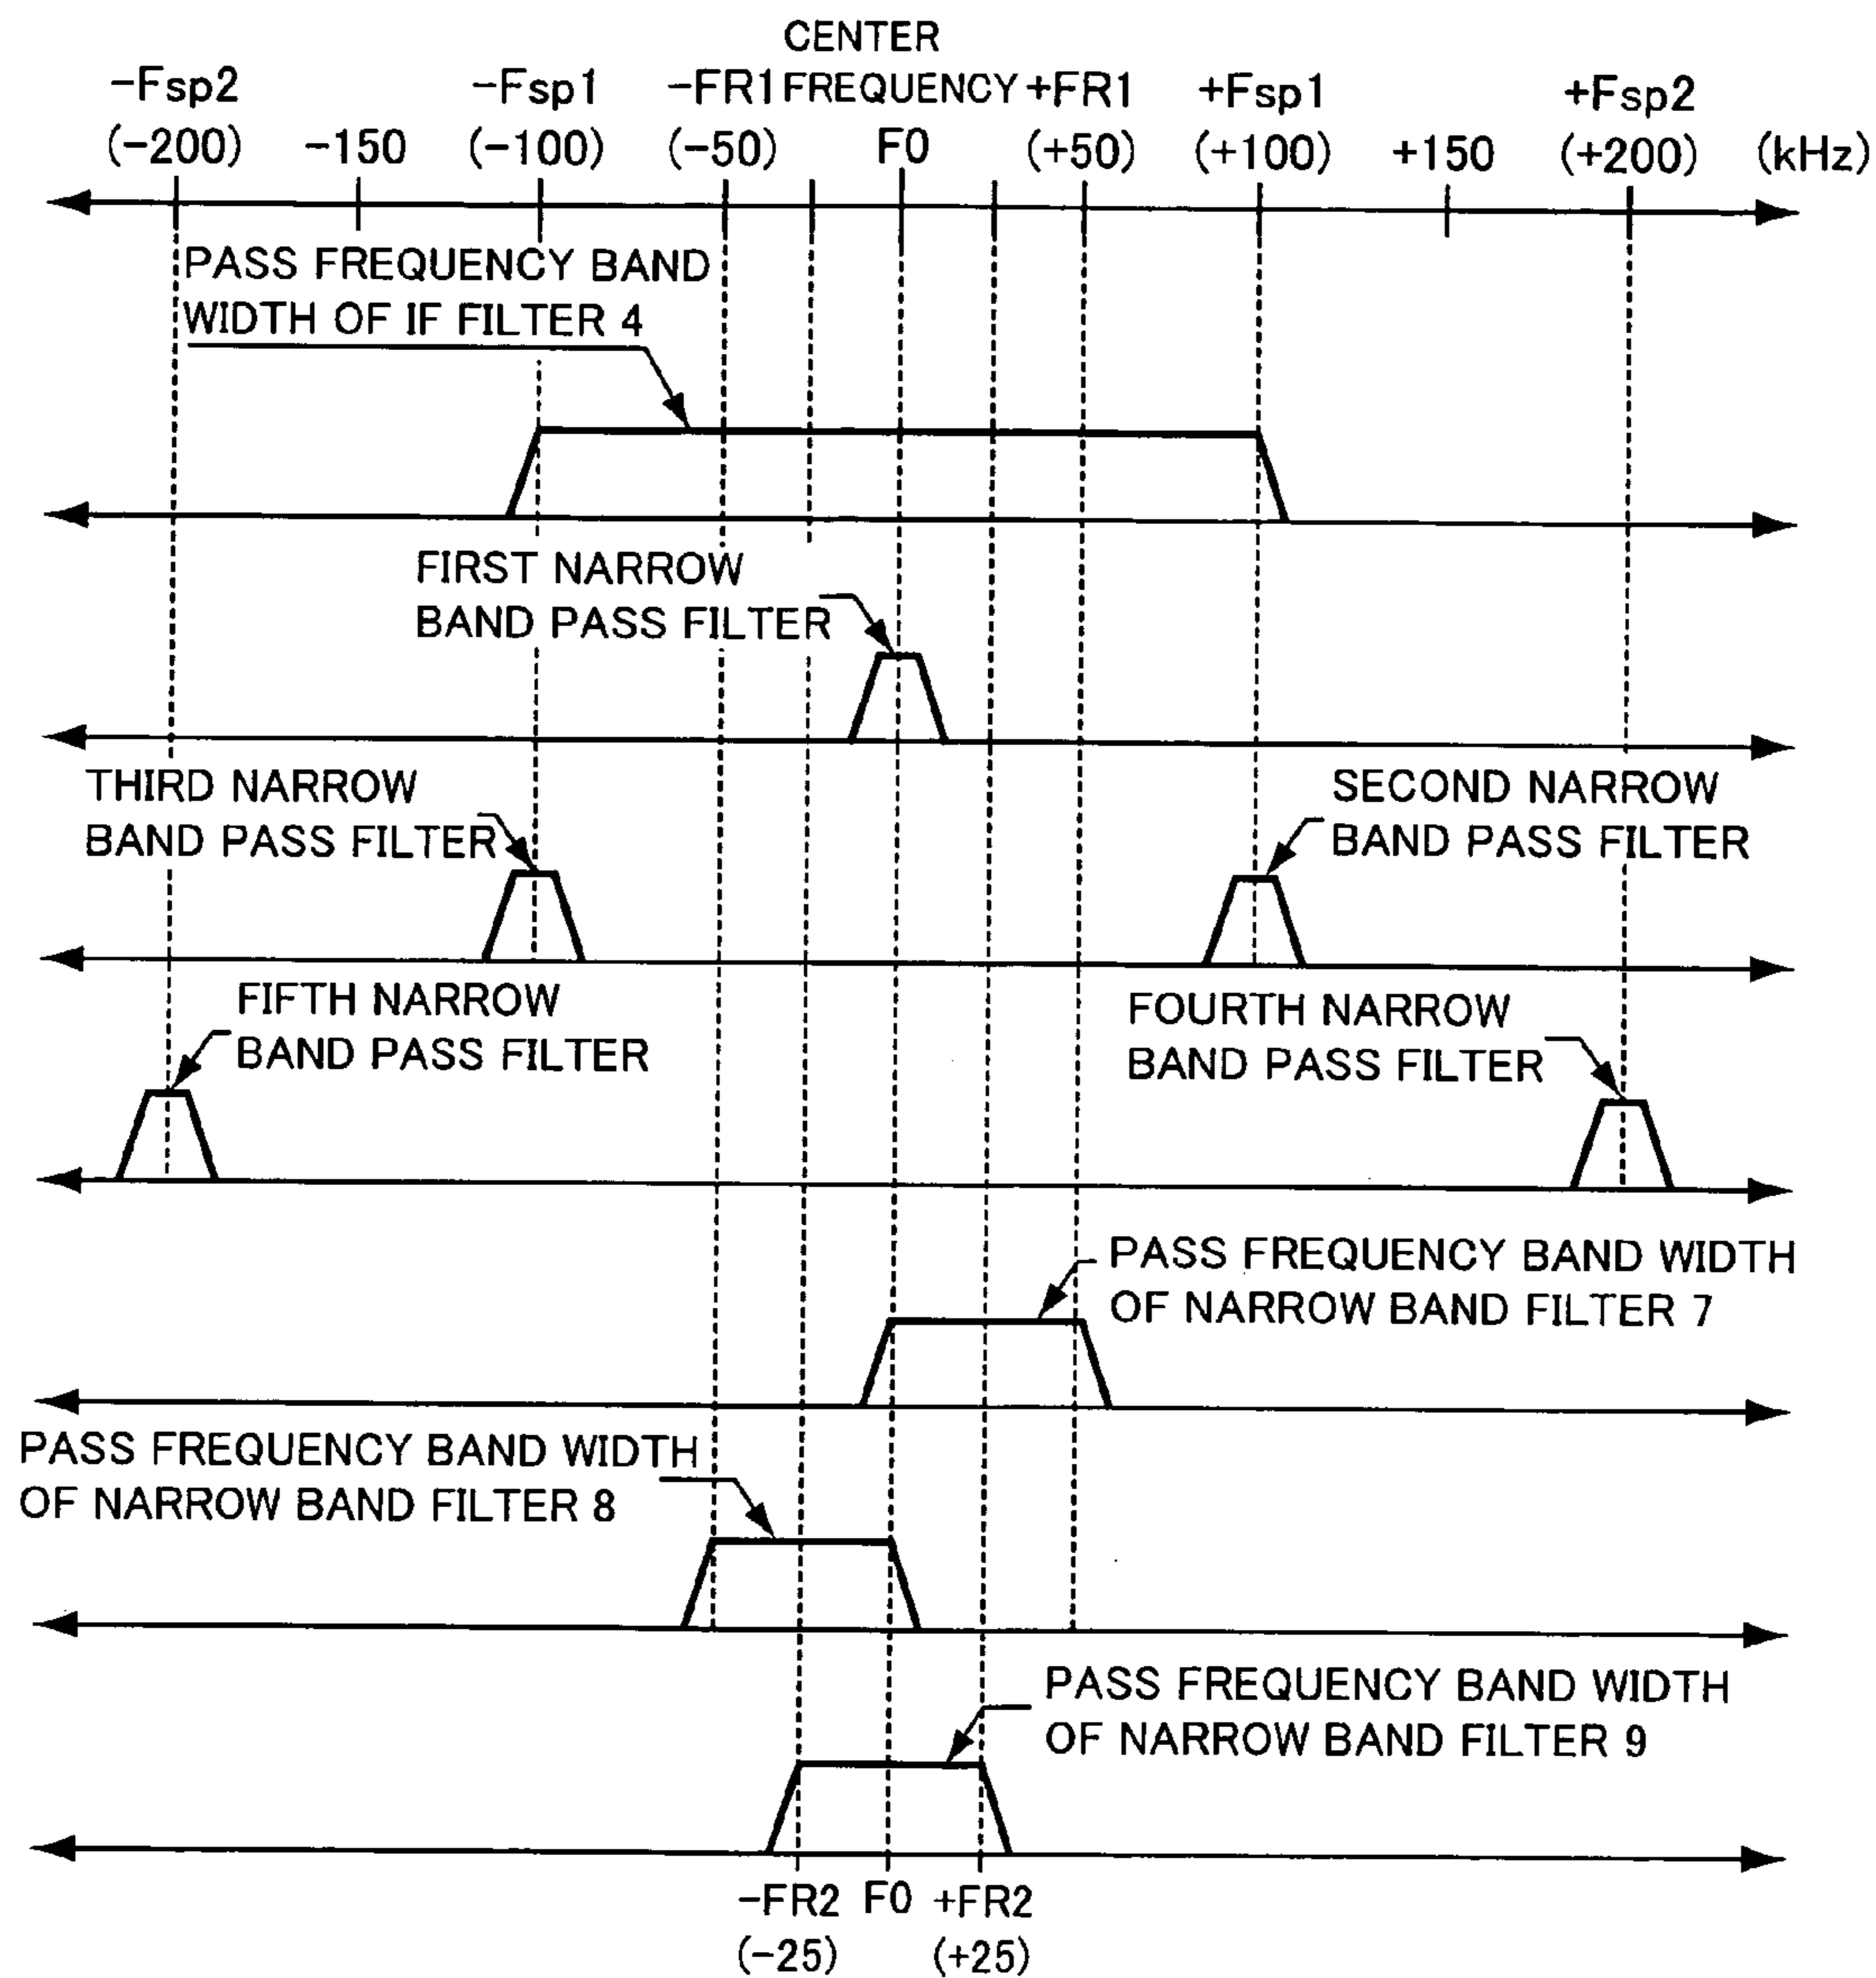 CENTER
−Fsp2 −Fsp1 −FR1 FREQUENCY +FR1 +Fsp1 +Fsp2
(−200) −150 (−100) (−50) F0 (+50) (+100) +150 (+200) (kHz)
PASS FREQUENCY BAND
WIDTH OF IF FILTER 4
FIRST NARROW
BAND PASS FILTER
THIRD NARROW
BAND PASS FILTER
SECOND NARROW
BAND PASS FILTER
FIFTH NARROW
BAND PASS FILTER
FOURTH NARROW
BAND PASS FILTER
PASS FREQUENCY BAND WIDTH
OF NARROW BAND FILTER 7
PASS FREQUENCY BAND WIDTH
OF NARROW BAND FILTER 8
PASS FREQUENCY BAND WIDTH
OF NARROW BAND FILTER 9
−FR2 F0 +FR2
(−25) (+25)